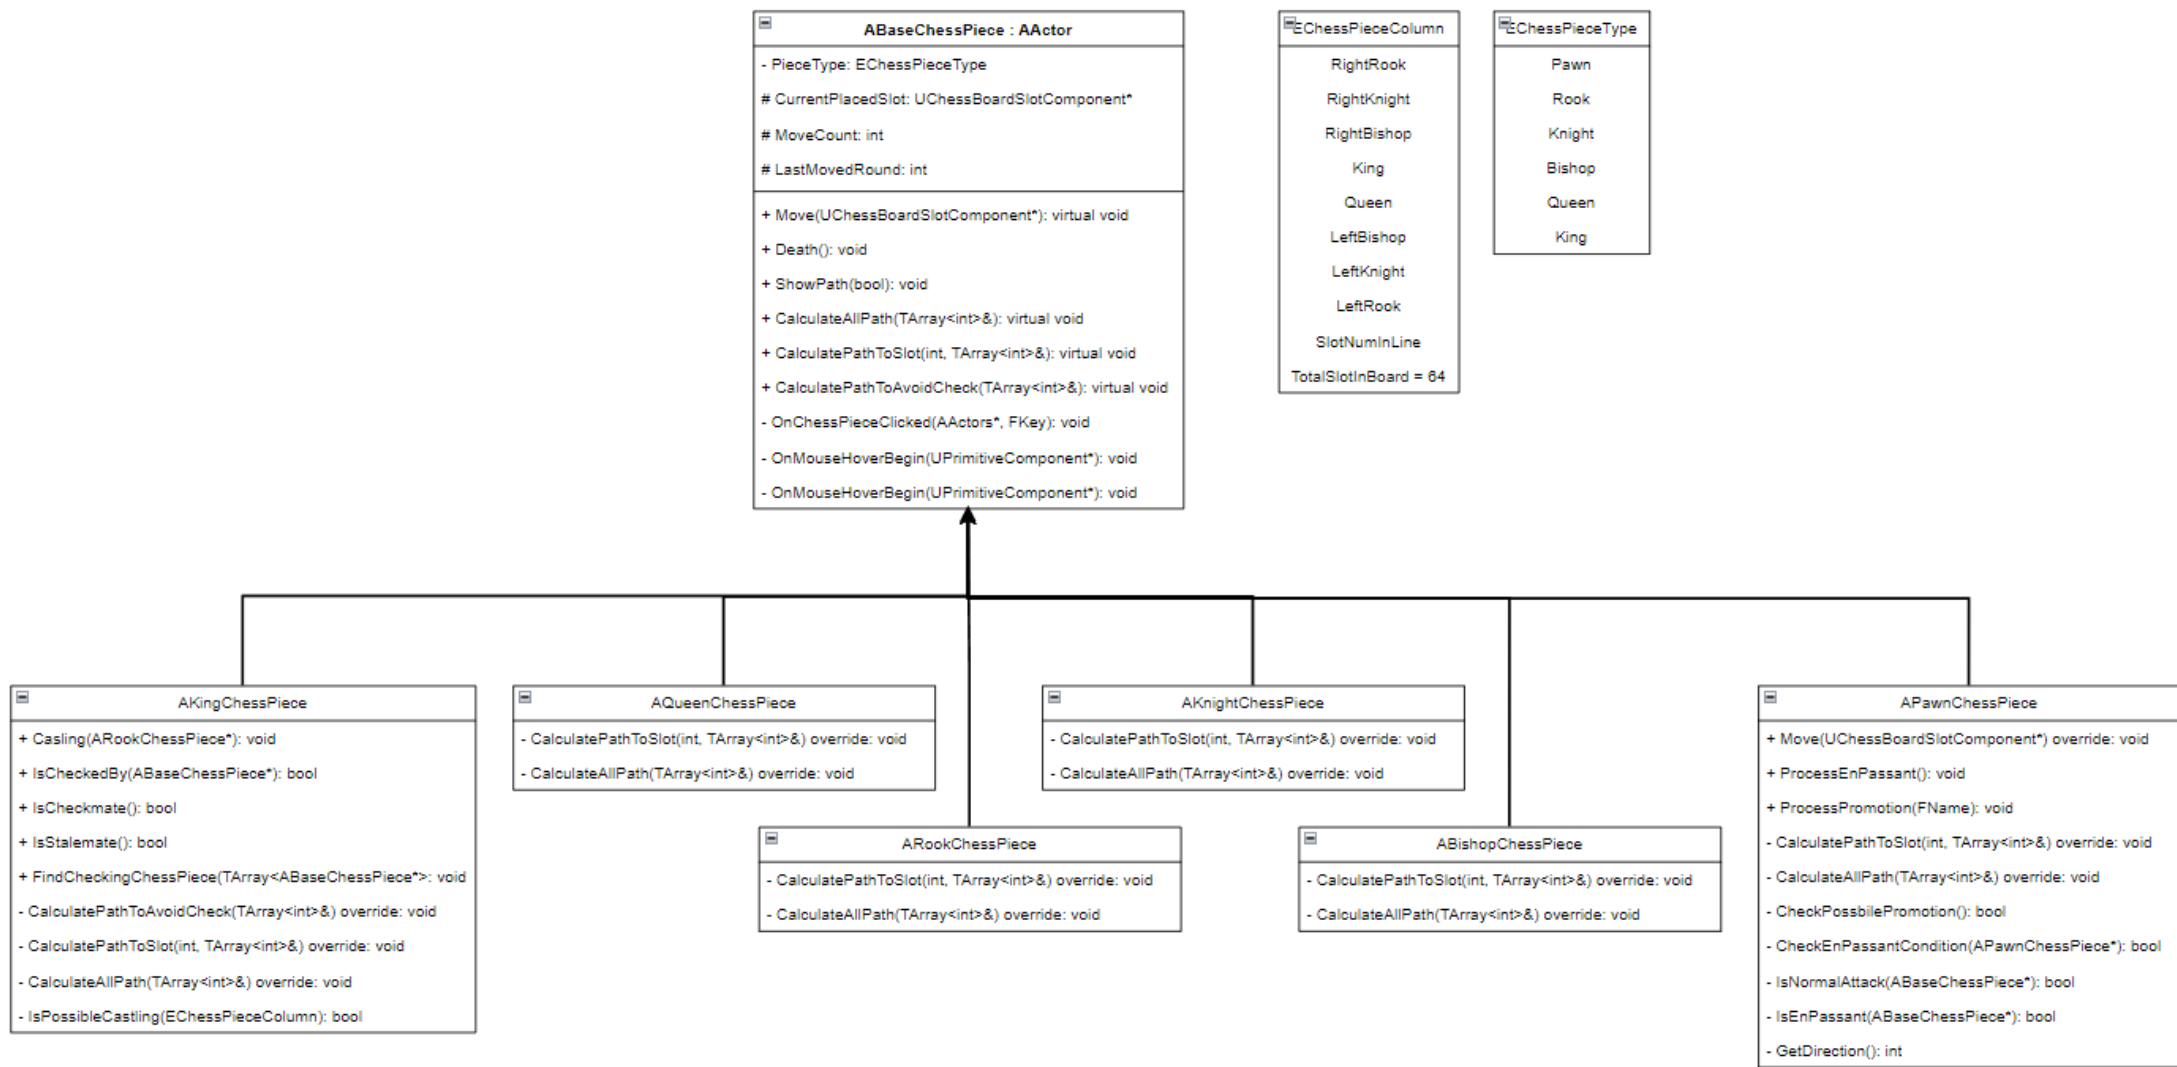 ABaseChessPiece : AActor
- PieceType: EChessPieceType
# CurrentPlacedSlot: UChessBoardSlotComponent*
# MoveCount: int
# LastMovedRound: int
+ Move(UChessBoardSlotComponent*): virtual void
+ Death(): void
+ ShowPath(bool): void
+ CalculateAllPath(TArray<int>&): virtual void
+ CalculatePathToSlot(int, TArray<int>&): virtual void
+ CalculatePathToAvoidCheck(TArray<int>&): virtual void
- OnChessPieceClicked(AActors*, FKey): void
- OnMouseHoverBegin(UPrimitiveComponent*): void
- OnMouseHoverBegin(UPrimitiveComponent*): void
EChessPieceColumn
RightRook
RightKnight
RightBishop
King
Queen
LeftBishop
LeftKnight
LeftRook
SlotNumInLine
TotalSlotInBoard = 64
EChessPieceType
Pawn
Rook
Knight
Bishop
Queen
King
AKingChessPiece
+ Casling(ARookChessPiece*): void
+ IsCheckedBy(ABaseChessPiece*): bool
+ IsCheckmate(): bool
+ IsStalemate(): bool
+ FindCheckingChessPiece(TArray<ABaseChessPiece*>: void
- CalculatePathToAvoidCheck(TArray<int>&) override: void
- CalculatePathToSlot(int, TArray<int>&) override: void
- CalculateAllPath(TArray<int>&) override: void
- IsPossibleCastling(EChessPieceColumn): bool
AQueenChessPiece
- CalculatePathToSlot(int, TArray<int>&) override: void
- CalculateAllPath(TArray<int>&) override: void
ARookChessPiece
- CalculatePathToSlot(int, TArray<int>&) override: void
- CalculateAllPath(TArray<int>&) override: void
AKnightChessPiece
- CalculatePathToSlot(int, TArray<int>&) override: void
- CalculateAllPath(TArray<int>&) override: void
ABishopChessPiece
- CalculatePathToSlot(int, TArray<int>&) override: void
- CalculateAllPath(TArray<int>&) override: void
APawnChessPiece
+ Move(UChessBoardSlotComponent*) override: void
+ ProcessEnPassant(): void
+ ProcessPromotion(FName): void
- CalculatePathToSlot(int, TArray<int>&) override: void
- CalculateAllPath(TArray<int>&) override: void
- CheckPossbilePromotion(): bool
- CheckEnPassantCondition(APawnChessPiece*): bool
- IsNormalAttack(ABaseChessPiece*): bool
- IsEnPassant(ABaseChessPiece*): bool
- GetDirection(): int